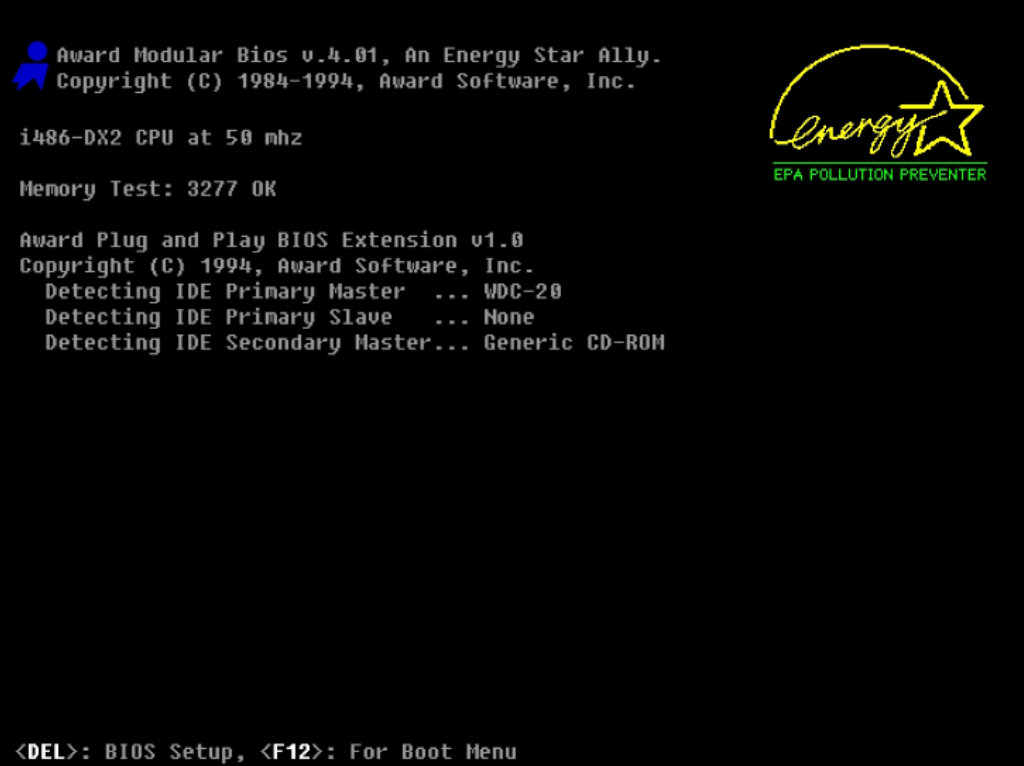 Award Modular Bios v.4.01, An Energy Star Ally.
Copyright (C) 1984-1994, Award Software, Inc.
energy
EPA POLLUTION PREVENTER
i486-DX2 CPU at 50 mhz
Memory Test: 3277 OK
Award Plug and Play BIOS Extension v1.0
Copyright (C) 1994, Award Software, Inc.
Detecting IDE Primary Master ... WDC-20
Detecting IDE Primary Slave ... None
Detecting IDE Secondary Master... Generic CD-ROM
<DEL>: BIOS Setup, <F12>: For Boot Menu